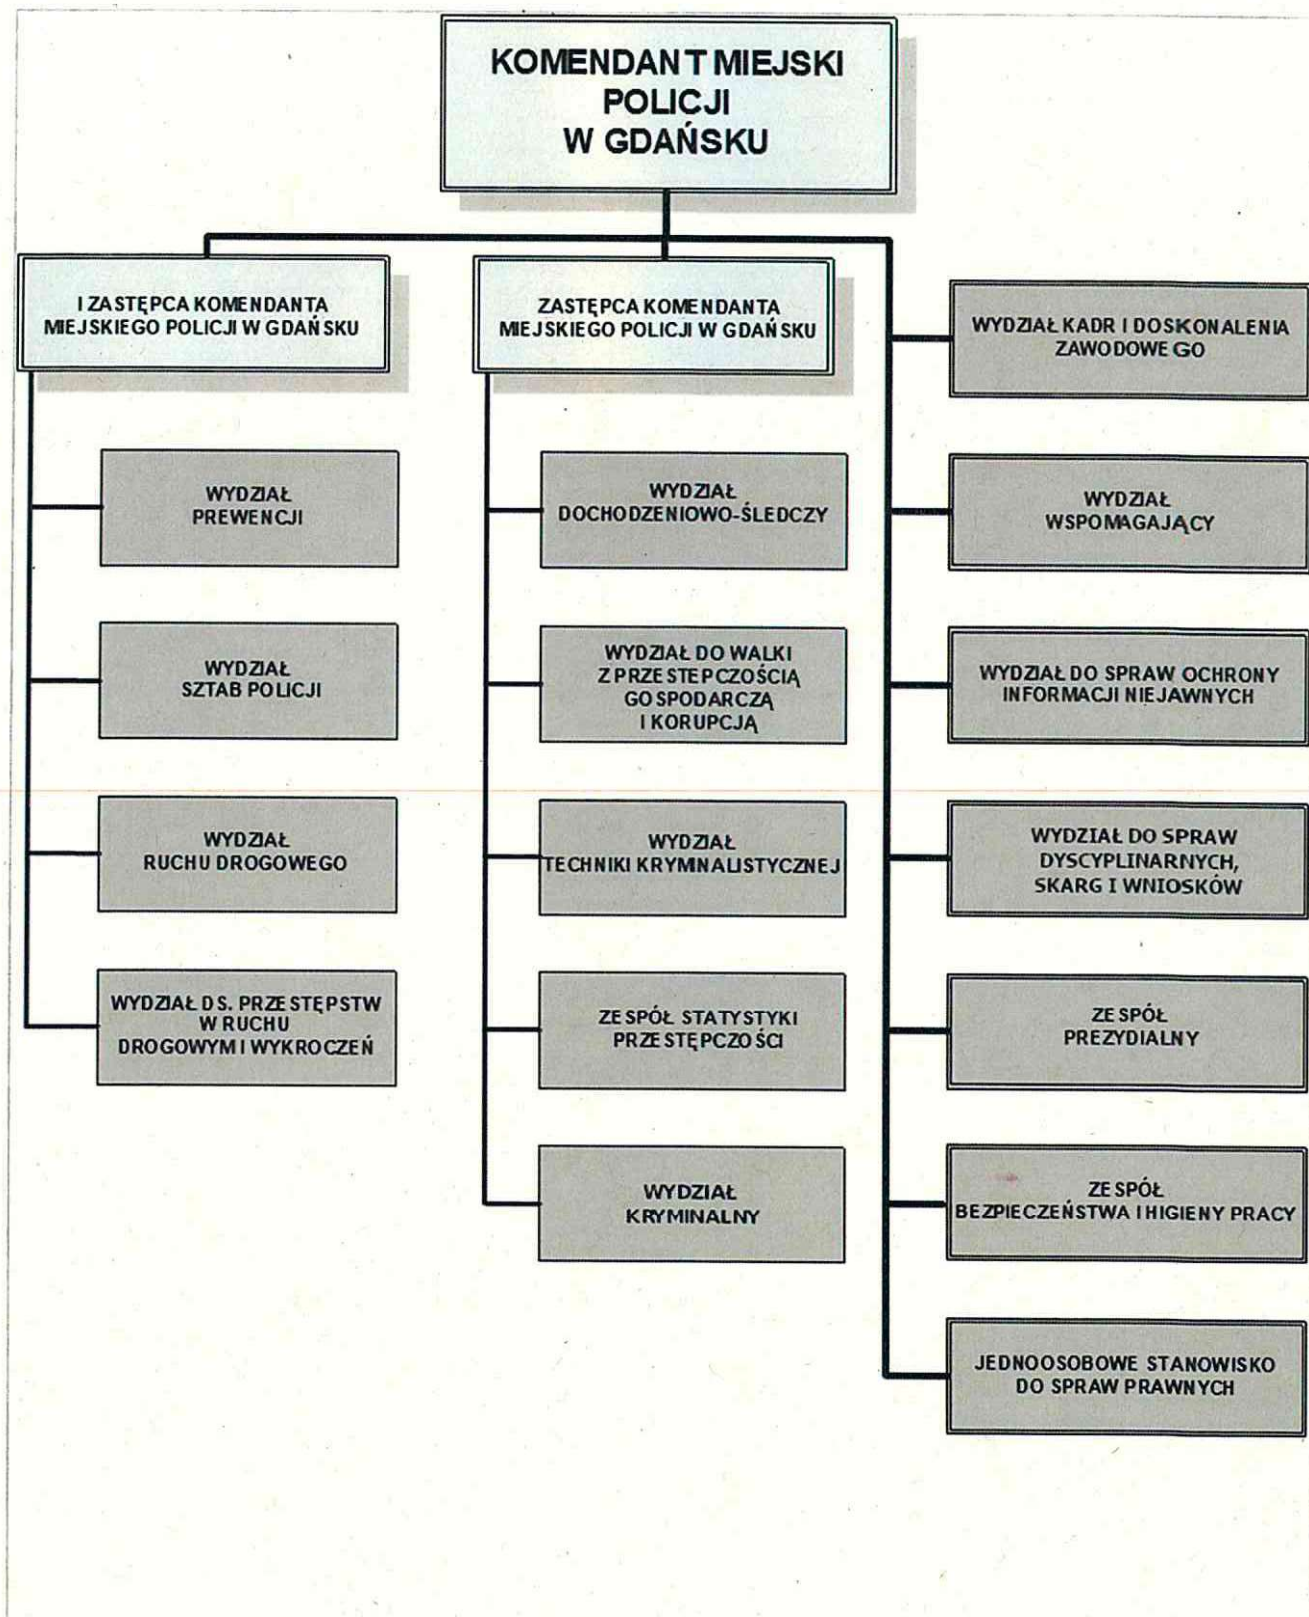 KOMENDANT MIEJSKI
POLICJI
W GDAŃSKU
I ZASTĘPCA KOMENDANTA
MIEJSKIEGO POLICJI W GDAŃSKU
WYDZIAŁ
PREWENCJI
WYDZIAŁ
SZTAB POLICJI
WYDZIAŁ
RUCHU DROGOWEGO
WYDZIAŁ DS. PRZESTĘPSTW
W RUCHU
DROGOWYM I WYKROCZEŃ
ZASTĘPCA KOMENDANTA
MIEJSKIEGO POLICJI W GDAŃSKU
WYDZIAŁ
DOCHODZENIOWO-ŚLEDCZY
WYDZIAŁ DO WALKI
Z PRZESTEPCZOŚCIĄ
GOSPODARCZĄ
I KORUPCJĄ
WYDZIAŁ
TECHNIKI KRYMINALISTYCZNEJ
ZESPÓŁ STATYSTYKI
PRZESTĘPCZOŚCI
WYDZIAŁ
KRYMINALNY
WYDZIAŁ KADR I DOSKONALENIA
ZAWODOWEGO
WYDZIAŁ
WSPOMAGAJĄCY
WYDZIAŁ DO SPRAW OCHRONY
INFORMACJI NIEJAWNYCH
WYDZIAŁ DO SPRAW
DYSCYPLINARNYCH,
SKARG I WNIOSKÓW
ZESPÓŁ
PREZYDIALNY
ZESPÓŁ
BEZPIECZEŃSTWA I HIGIENY PRACY
JEDNOOSOBOWE STANOWISKO
DO SPRAW PRAWNYCH